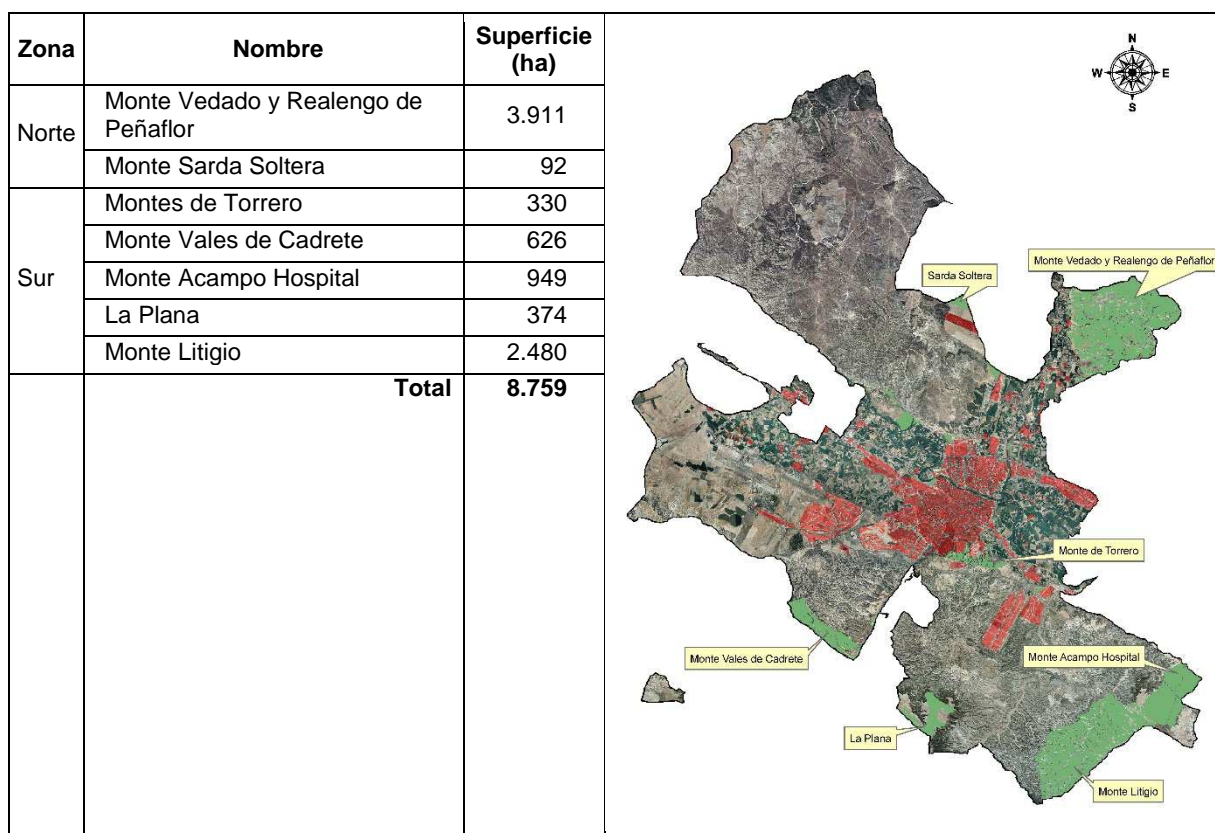 Zona Nombre Superficie
(ha)
Norte
Monte Vedado y Realengo de
Peñaflor 3.911
Monte Sarda Soltera 92
Sur
Montes de Torrero 330
Monte Vales de Cadrete 626
Monte Acampo Hospital 949
La Plana 374
Monte Litigio 2.480
Total 8.759
N
W E
S
Monte Vedado y Realengo de Peñaflor
Sarda Soltera
Monte de Torrero
Monte Vales de Cadrete
Monte Acampo Hospital
La Plana
Monte Litigio